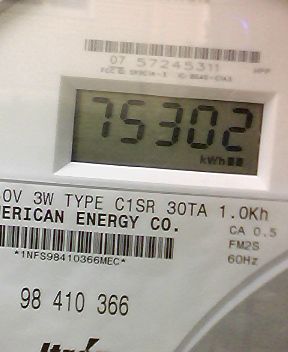 07 57245311
75302
kWh
0V 3W TYPE C1SR 30TA 1.0Kh
ERICAN ENERGY CO.
CA 0.5
FM2S
60Hz
*1NFS98410366MEC*
98 410 366